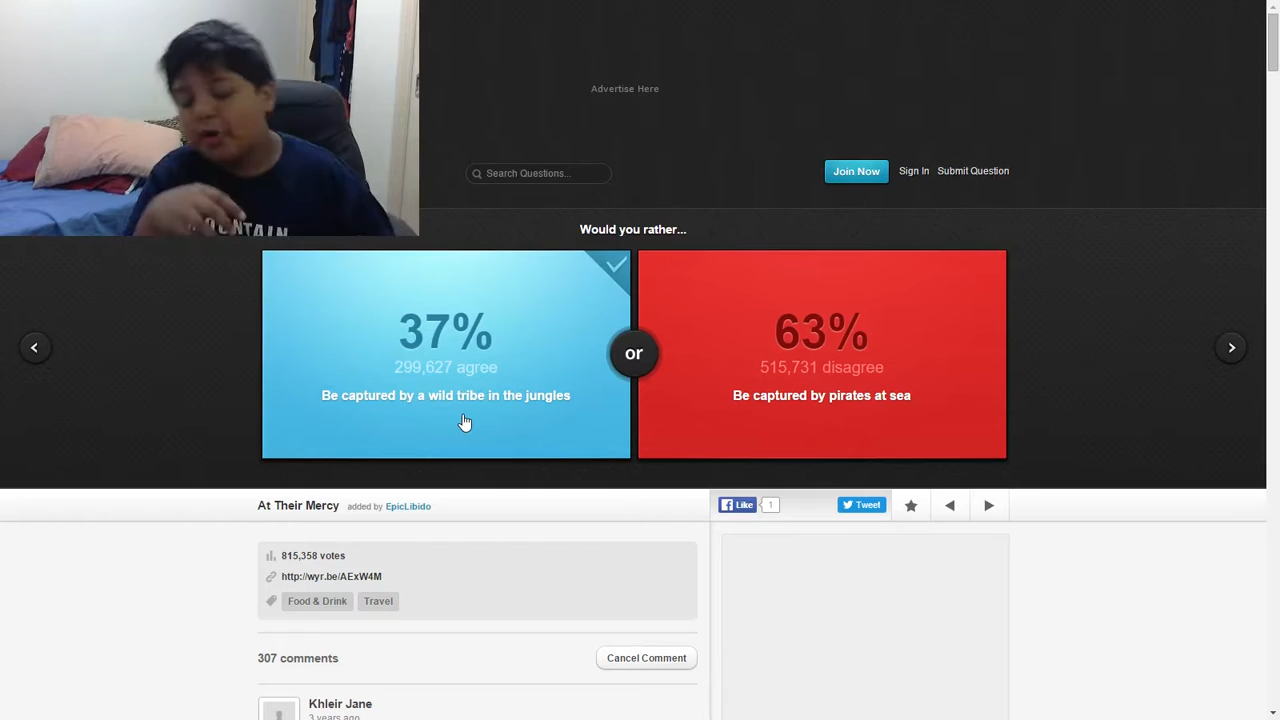 Advertise Here
Search Questions...
Join Now
Sign In
Submit Question
Would you rather...
37%
299,627 agree
Be captured by a wild tribe in the jungles
or
63%
515,731 disagree
Be captured by pirates at sea
At Their Mercy added by EpicLibido
Like 1
Tweet
815,358 votes
http://wyr.be/AExW4M
Food & Drink Travel
307 comments
Cancel Comment
Khleir Jane
3 years ago